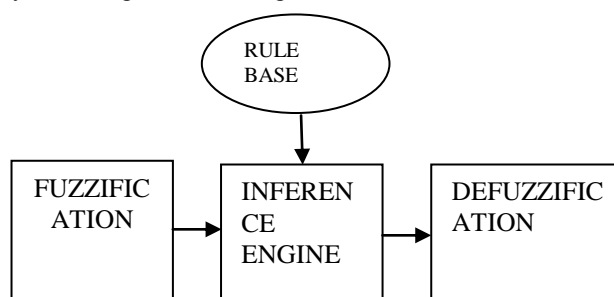 RULE
BASE
FUZZIFIC
ATION
INFEREN
CE
ENGINE
DEFUZZIFIC
ATION